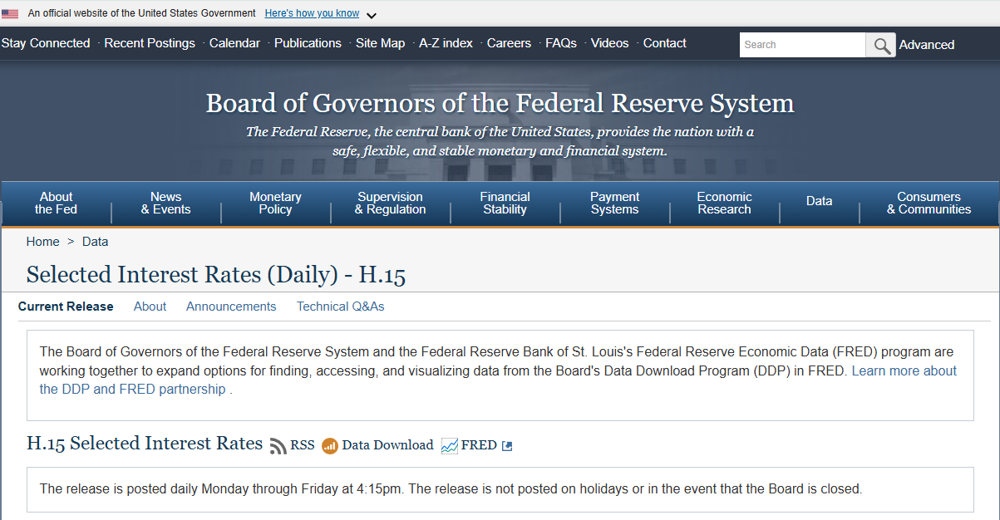 An official website of the United States Government Here's how you know
Stay Connected · Recent Postings · Calendar · Publications · Site Map · A-Z index · Careers · FAQs · Videos · Contact Search Advanced
Board of Governors of the Federal Reserve System
The Federal Reserve, the central bank of the United States, provides the nation with a
safe, flexible, and stable monetary and financial system.
About
the Fed
News
& Events
Monetary
Policy
Supervision
& Regulation
Financial
Stability
Payment
Systems
Economic
Research
Data
Consumers
& Communities
Home > Data
Selected Interest Rates (Daily) - H.15
Current Release About Announcements Technical Q&As
The Board of Governors of the Federal Reserve System and the Federal Reserve Bank of St. Louis's Federal Reserve Economic Data (FRED) program are
working together to expand options for finding, accessing, and visualizing data from the Board's Data Download Program (DDP) in FRED. Learn more about
the DDP and FRED partnership .
H.15 Selected Interest Rates RSS Data Download FRED
The release is posted daily Monday through Friday at 4:15pm. The release is not posted on holidays or in the event that the Board is closed.